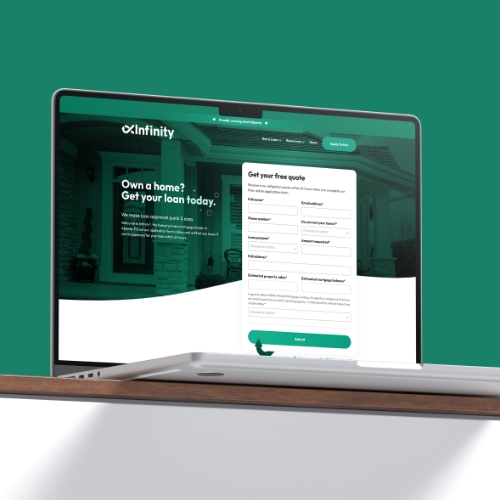 Proudly serving all of Alberta
Infinity
Get a Loan
Resources
About
Apply Online
Own a home?
Get your loan today.
We make loan approval quick & easy
Get your free quote
Full name*
Email address*
Phone number*
Do you own your home?*
Choose an option
Loan purpose*
Amount requested*
Choose an option
Full address*
Estimated property value*
Estimated mortgage balance*
Choose an option
Submit